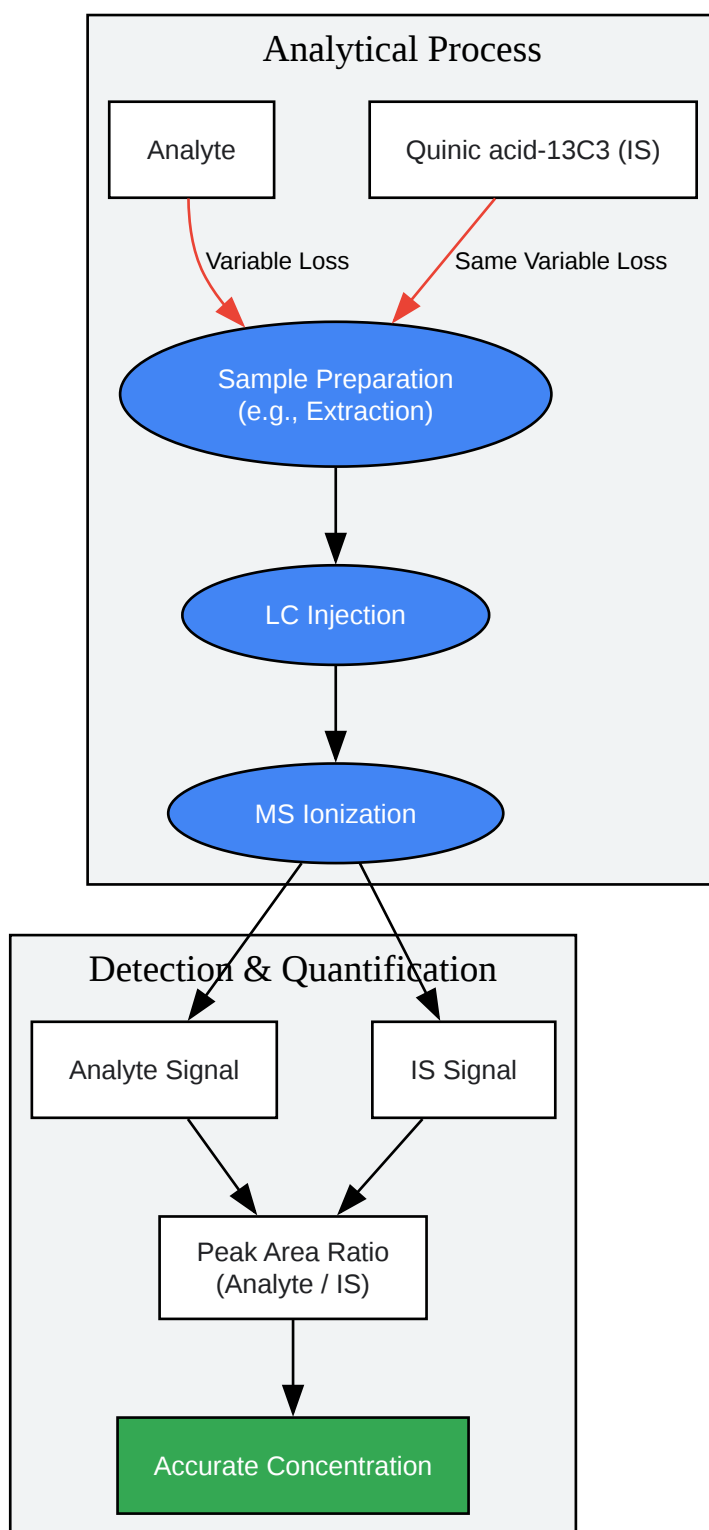 Analytical Process
Analyte
Quinic acid-13C3 (IS)
Variable Loss
Same Variable Loss
Sample Preparation
(e.g., Extraction)
LC Injection
MS Ionization
Detection & Quantification
Analyte Signal
IS Signal
Peak Area Ratio
(Analyte / IS)
Accurate Concentration